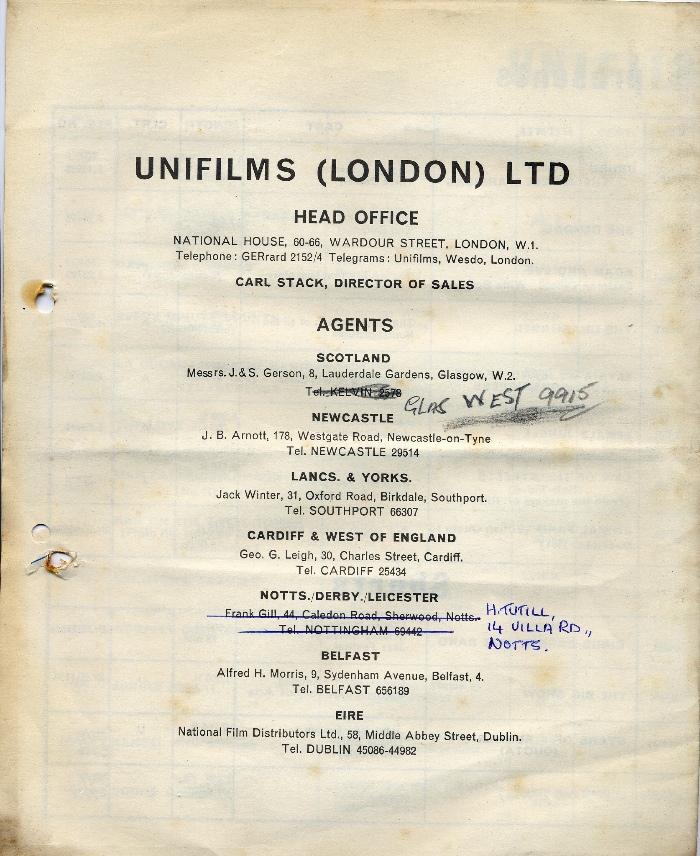 UNIFILMS (LONDON) LTD
HEAD OFFICE
NATIONAL HOUSE, 60-66, WARDOUR STREET, LONDON, W.1.
Telephone: GERrard 2152/4 Telegrams: Unifilms, Wesdo, London.
CARL STACK, DIRECTOR OF SALES
AGENTS
SCOTLAND
Messrs. J. & S. Gerson, 8, Lauderdale Gardens, Glasgow, W.2.
Tel. KELVIN 2578
GLAS WEST 9915
NEWCASTLE
J. B. Arnott, 178, Westgate Road, Newcastle-on-Tyne
Tel. NEWCASTLE 29514
LANCS. & YORKS.
Jack Winter, 31, Oxford Road, Birkdale, Southport.
Tel. SOUTHPORT 66307
CARDIFF & WEST OF ENGLAND
Geo. G. Leigh, 30, Charles Street, Cardiff.
Tel. CARDIFF 25434
NOTTS./DERBY./LEICESTER
Frank Gill, 44, Caledon Road, Sherwood, Notts.
Tel. NOTTINGHAM 69442
H. TUTILL,
14 VILLA RD.,
NOTTS.
BELFAST
Alfred H. Morris, 9, Sydenham Avenue, Belfast, 4.
Tel. BELFAST 656189
EIRE
National Film Distributors Ltd., 58, Middle Abbey Street, Dublin.
Tel. DUBLIN 45086-44982